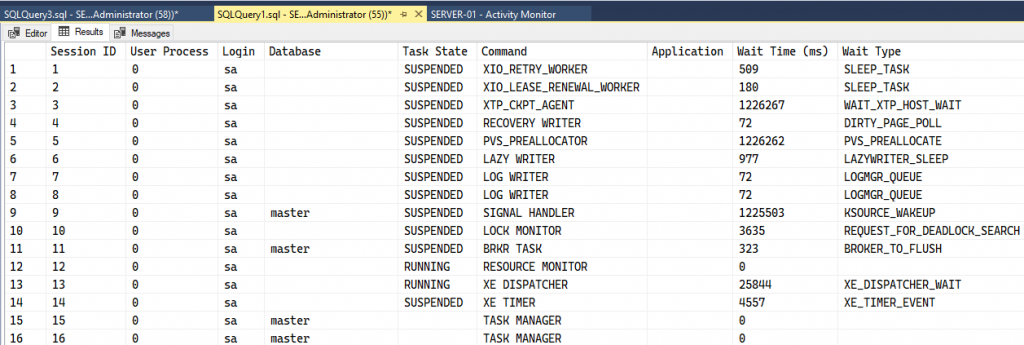 SQLQuery3.sql - SE...Administrator (58))* SQLQuery1.sql - SE...Administrator (55))* SERVER-01 - Activity Monitor
Editor Results Messages
Session ID User Process Login Database Task State Command Application Wait Time (ms) Wait Type
1 1 0 sa SUSPENDED XIO_RETRY_WORKER 509 SLEEP_TASK
2 2 0 sa SUSPENDED XIO_LEASE_RENEWAL_WORKER 180 SLEEP_TASK
3 3 0 sa SUSPENDED XTP_CKPT_AGENT 1226267 WAIT_XTP_HOST_WAIT
4 4 0 sa SUSPENDED RECOVERY WRITER 72 DIRTY_PAGE_POLL
5 5 0 sa SUSPENDED PVS_PREALLOCATOR 1226262 PVS_PREALLOCATE
6 6 0 sa SUSPENDED LAZY WRITER 977 LAZYWRITER_SLEEP
7 7 0 sa SUSPENDED LOG WRITER 72 LOGMGR_QUEUE
8 8 0 sa SUSPENDED LOG WRITER 72 LOGMGR_QUEUE
9 9 0 sa master SUSPENDED SIGNAL HANDLER 1225503 KSOURCE_WAKEUP
10 10 0 sa SUSPENDED LOCK MONITOR 3635 REQUEST_FOR_DEADLOCK_SEARCH
11 11 0 sa master SUSPENDED BRKR TASK 323 BROKER_TO_FLUSH
12 12 0 sa RUNNING RESOURCE MONITOR 0
13 13 0 sa RUNNING XE DISPATCHER 25844 XE_DISPATCHER_WAIT
14 14 0 sa SUSPENDED XE TIMER 4557 XE_TIMER_EVENT
15 15 0 sa master TASK MANAGER 0
16 16 0 sa master TASK MANAGER 0